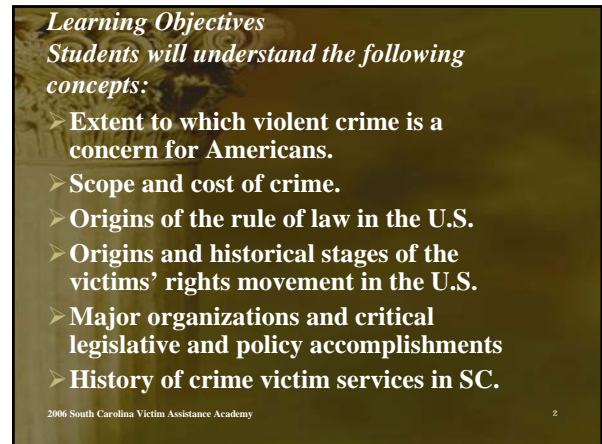 Learning Objectives
Students will understand the following
concepts:
➢Extent to which violent crime is a
concern for Americans.
➢Scope and cost of crime.
➢Origins of the rule of law in the U.S.
➢Origins and historical stages of the
victims’ rights movement in the U.S.
➢Major organizations and critical
legislative and policy accomplishments
➢History of crime victim services in SC.
2006 South Carolina Victim Assistance Academy 2